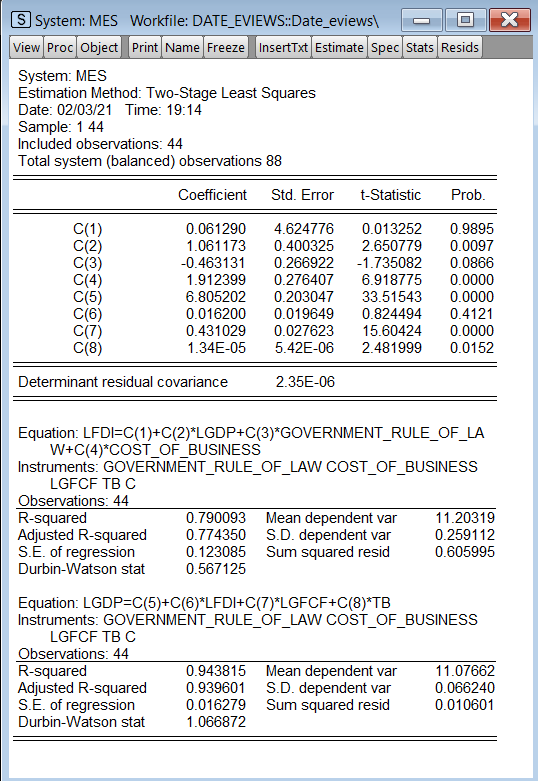 System: MES   Workfile: DATE_EVIEWS::Date_eviews\
View Proc Object Print Name Freeze InsertTxt Estimate Spec Stats Resids
System: MES
Estimation Method: Two-Stage Least Squares
Date: 02/03/21   Time: 19:14
Sample: 1 44
Included observations: 44
Total system (balanced) observations 88
Coefficient Std. Error t-Statistic Prob.
C(1) 0.061290 4.624776 0.013252 0.9895
C(2) 1.061173 0.400325 2.650779 0.0097
C(3) -0.463131 0.266922 -1.735082 0.0866
C(4) 1.912399 0.276407 6.918775 0.0000
C(5) 6.805202 0.203047 33.51543 0.0000
C(6) 0.016200 0.019649 0.824494 0.4121
C(7) 0.431029 0.027623 15.60424 0.0000
C(8) 1.34E-05 5.42E-06 2.481999 0.0152
Determinant residual covariance 2.35E-06
Equation: LFDI=C(1)+C(2)*LGDP+C(3)*GOVERNMENT_RULE_OF_LA
W+C(4)*COST_OF_BUSINESS
Instruments: GOVERNMENT_RULE_OF_LAW COST_OF_BUSINESS
LGFCF TB C
Observations: 44
R-squared 0.790093 Mean dependent var 11.20319
Adjusted R-squared 0.774350 S.D. dependent var 0.259112
S.E. of regression 0.123085 Sum squared resid 0.605995
Durbin-Watson stat 0.567125
Equation: LGDP=C(5)+C(6)*LFDI+C(7)*LGFCF+C(8)*TB
Instruments: GOVERNMENT_RULE_OF_LAW COST_OF_BUSINESS
LGFCF TB C
Observations: 44
R-squared 0.943815 Mean dependent var 11.07662
Adjusted R-squared 0.939601 S.D. dependent var 0.066240
S.E. of regression 0.016279 Sum squared resid 0.010601
Durbin-Watson stat 1.066872